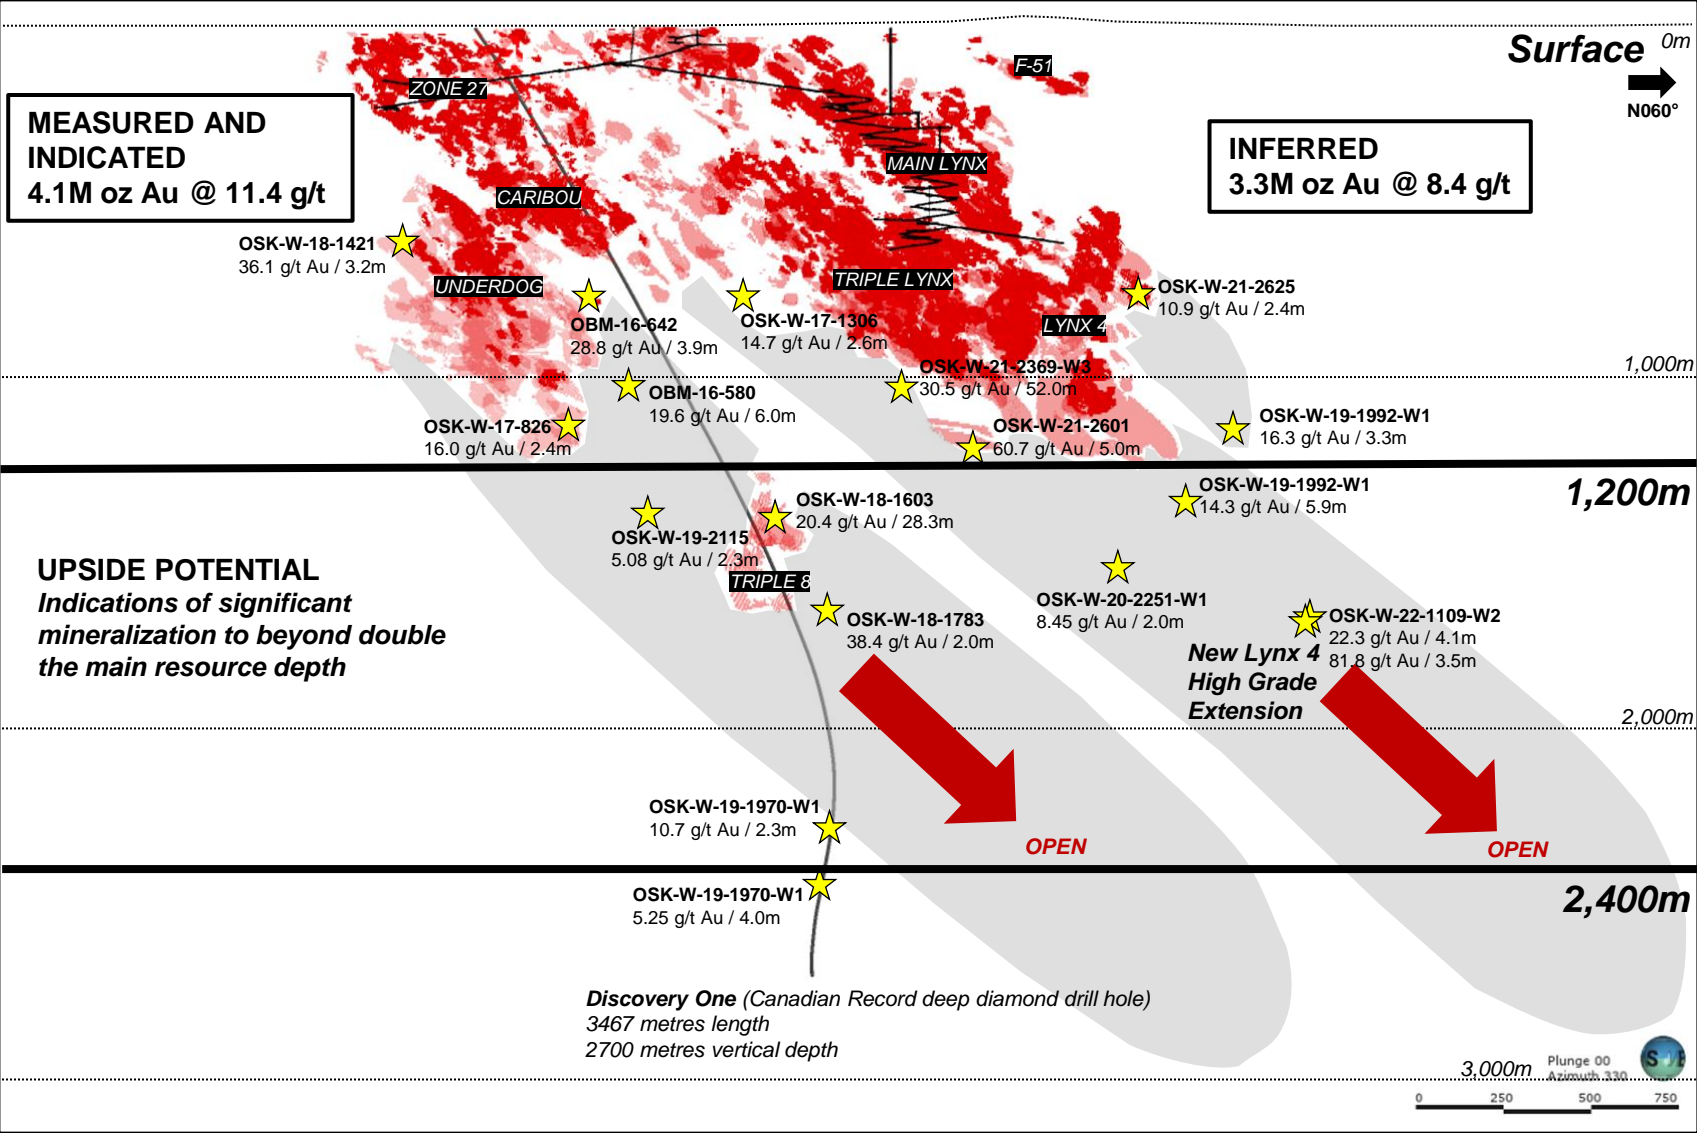 Surface
0m
N060°
F-51
ZONE 27
MEASURED AND
INDICATED
4.1M oz Au @ 11.4 g/t
INFERRED
3.3M oz Au @ 8.4 g/t
MAIN LYNX
CARIBOU
OSK-W-18-1421
36.1 g/t Au / 3.2m
UNDERDOG
TRIPLE LYNX
OSK-W-21-2625
10.9 g/t Au / 2.4m
OBM-16-642
28.8 g/t Au / 3.9m
OSK-W-17-1306
14.7 g/t Au / 2.6m
LYNX 4
1,000m
OSK-W-21-2369-W3
30.5 g/t Au / 52.0m
OBM-16-580
19.6 g/t Au / 6.0m
OSK-W-17-826
16.0 g/t Au / 2.4m
OSK-W-21-2601
60.7 g/t Au / 5.0m
OSK-W-19-1992-W1
16.3 g/t Au / 3.3m
1,200m
OSK-W-19-1992-W1
14.3 g/t Au / 5.9m
OSK-W-18-1603
20.4 g/t Au / 28.3m
OSK-W-19-2115
5.08 g/t Au / 2.3m
TRIPLE 8
UPSIDE POTENTIAL
Indications of significant
mineralization to beyond double
the main resource depth
OSK-W-18-1783
38.4 g/t Au / 2.0m
OSK-W-20-2251-W1
8.45 g/t Au / 2.0m
OSK-W-22-1109-W2
22.3 g/t Au / 4.1m
81.8 g/t Au / 3.5m
New Lynx 4
High Grade
Extension
2,000m
OSK-W-19-1970-W1
10.7 g/t Au / 2.3m
OPEN
OPEN
OSK-W-19-1970-W1
5.25 g/t Au / 4.0m
2,400m
Discovery One (Canadian Record deep diamond drill hole)
3467 metres length
2700 metres vertical depth
3,000m
Plunge 00
Azimuth 330
S
0 250 500 750